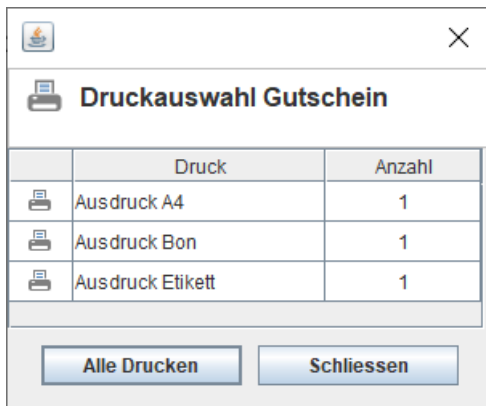 Druckauswahl Gutschein
Druck Anzahl
Ausdruck A4 1
Ausdruck Bon 1
Ausdruck Etikett 1
Alle Drucken Schliessen